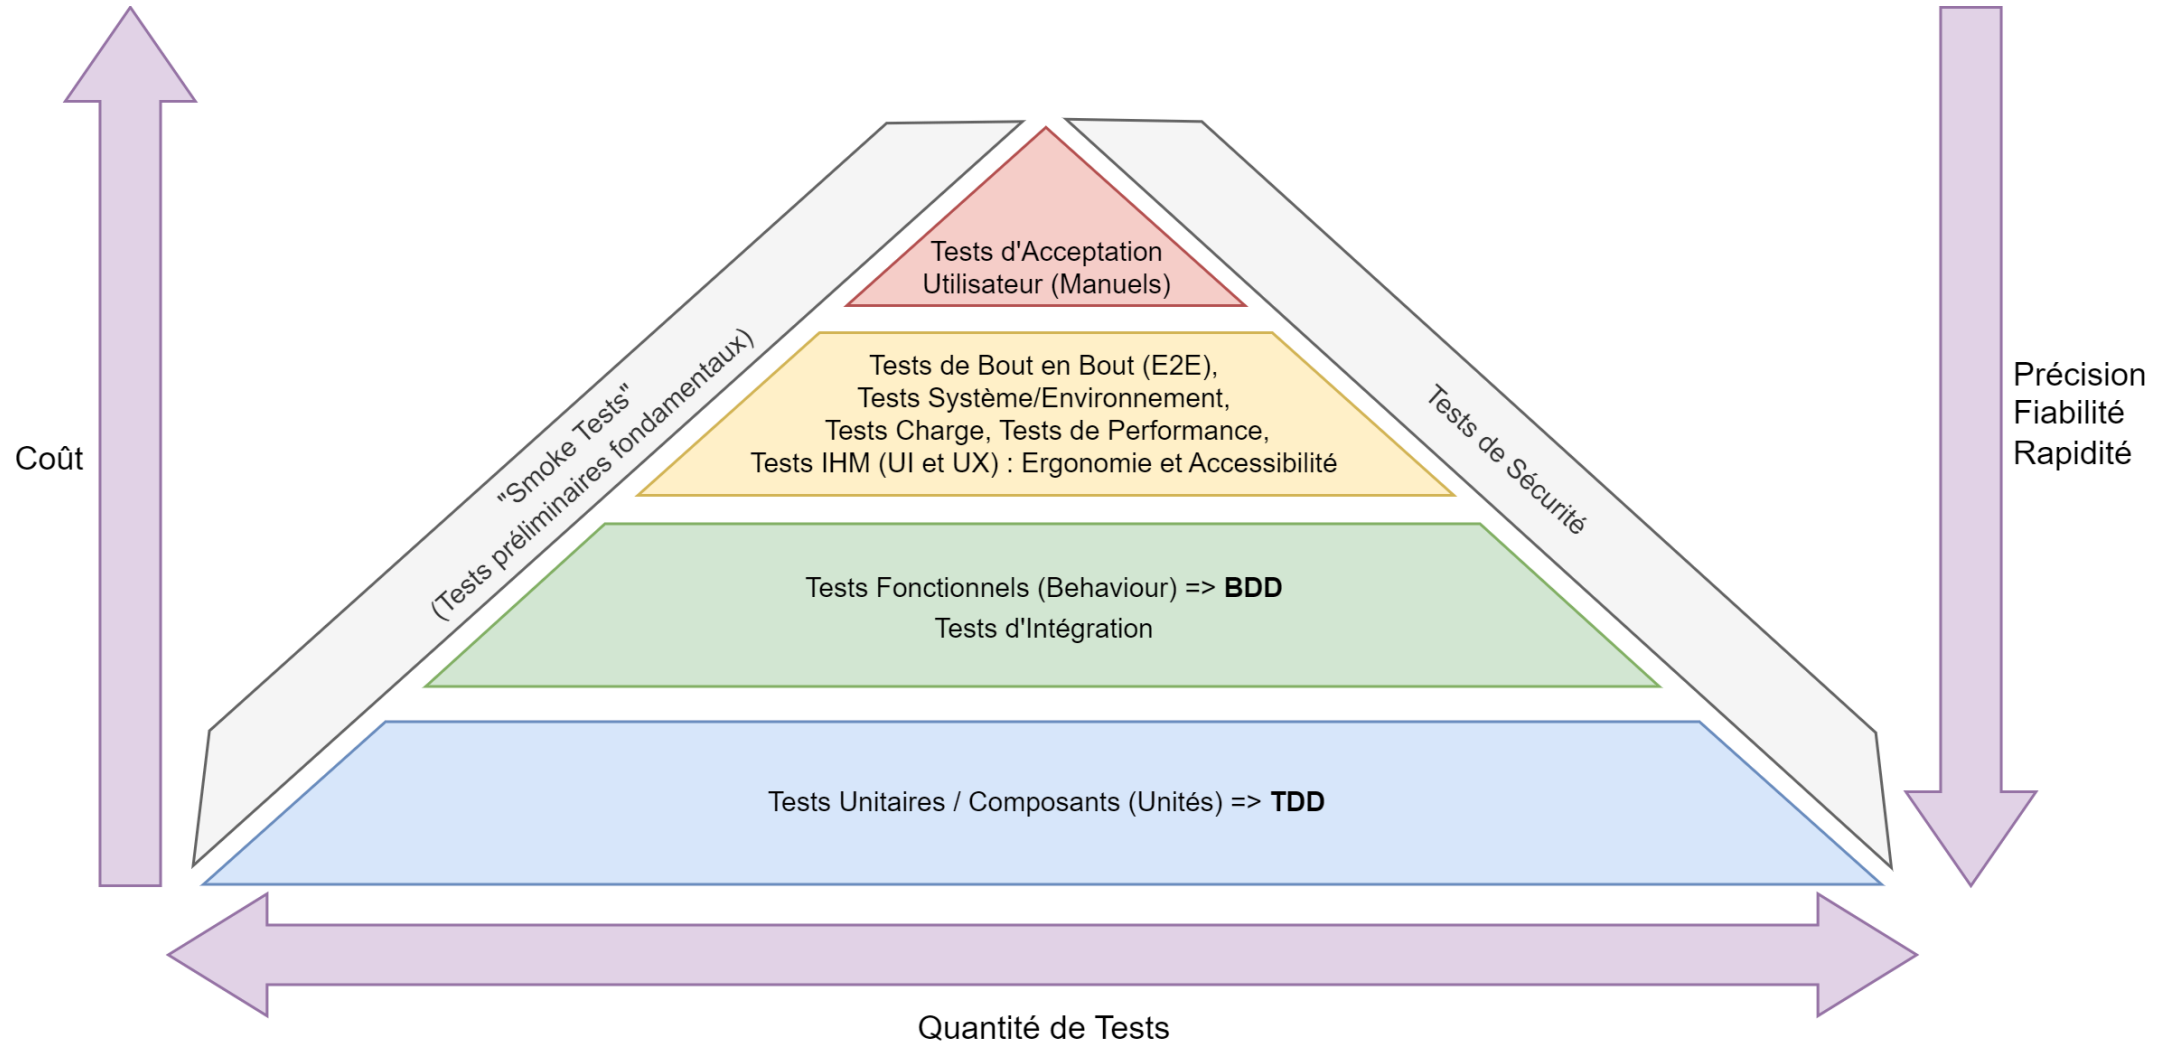 Tests d'Acceptation
Utilisateur (Manuels)
Tests de Bout en Bout (E2E),
Tests Système/Environnement,
Tests Charge, Tests de Performance,
Tests IHM (UI et UX) : Ergonomie et Accessibilité
Tests Fonctionnels (Behaviour) => BDD
Tests d'Intégration
Tests Unitaires / Composants (Unités) => TDD
"Smoke Tests"
(Tests préliminaires fondamentaux)
Tests de Sécurité
Coût
Précision
Fiabilité
Rapidité
Quantité de Tests